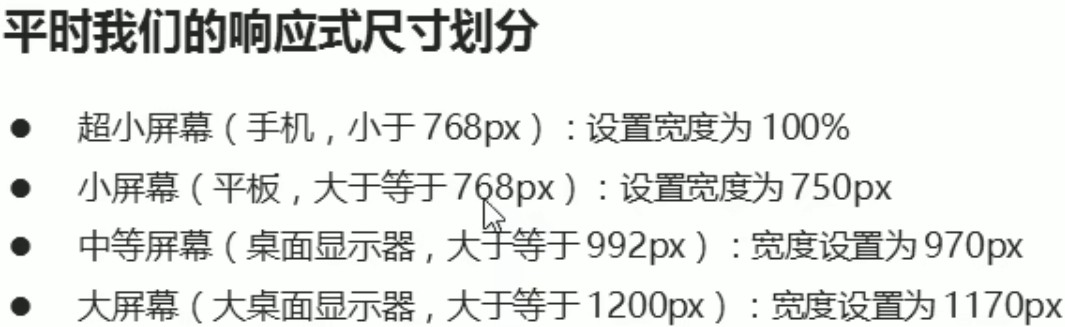 平时我们的响应式尺寸划分
● 超小屏幕（手机，小于 768px）：设置宽度为 100%
● 小屏幕（平板，大于等于 768px）：设置宽度为 750px
● 中等屏幕（桌面显示器，大于等于 992px）：宽度设置为 970px
● 大屏幕（大桌面显示器，大于等于 1200px）：宽度设置为 1170px